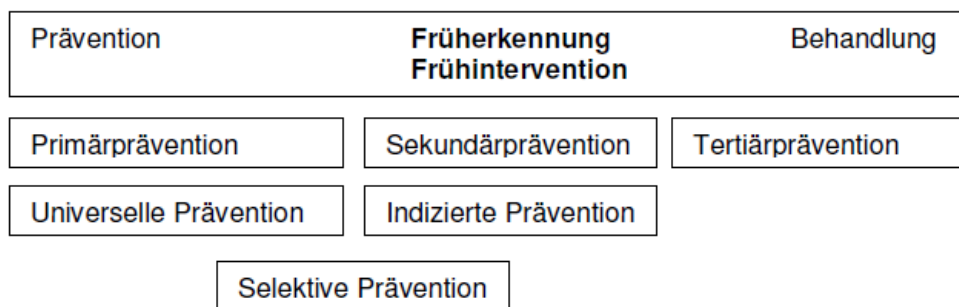 Prävention Früherkennung Behandlung
Frühintervention
Primärprävention Sekundärprävention Tertiärprävention
Universelle Prävention Indizierte Prävention
Selektive Prävention